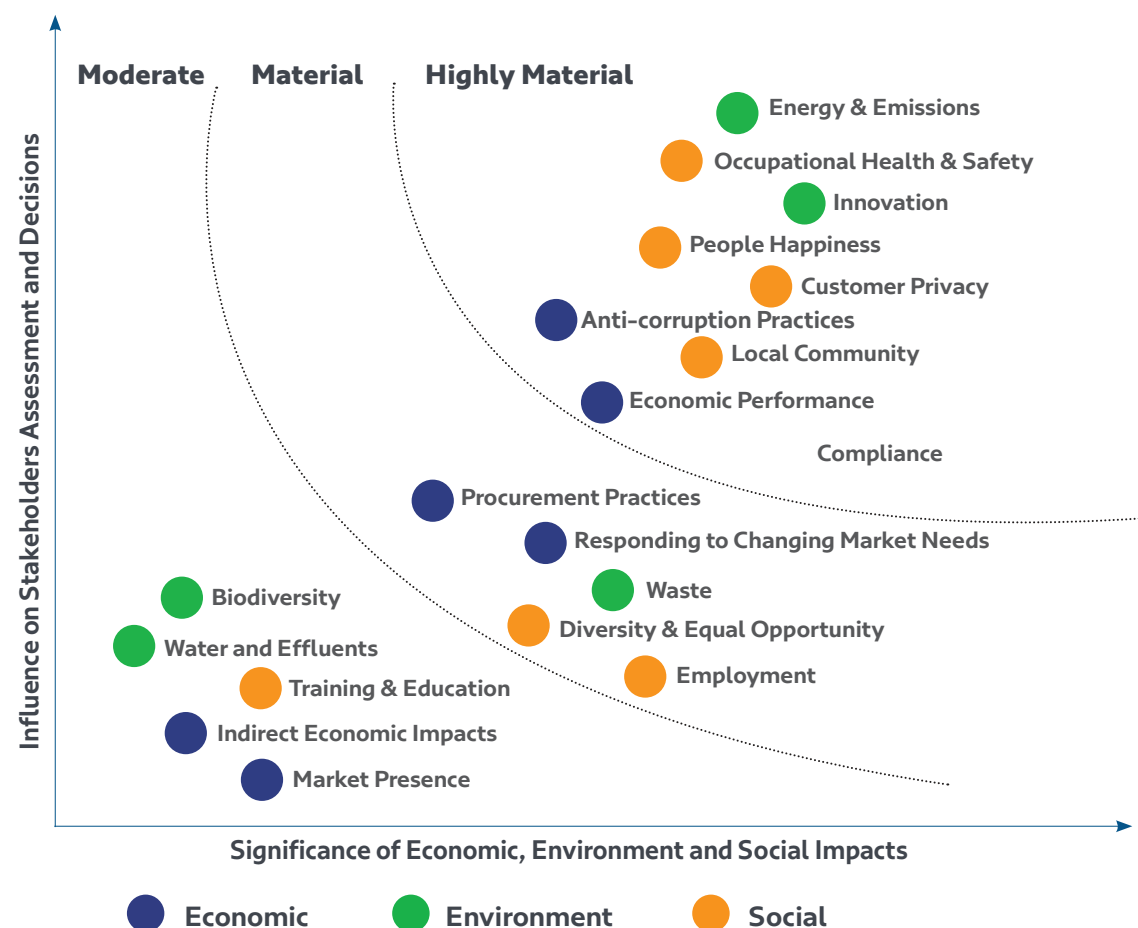 Moderate
Material
Highly Material
Energy & Emissions
Occupational Health & Safety
Innovation
People Happiness
Customer Privacy
Anti-corruption Practices
Local Community
Economic Performance
Compliance
Procurement Practices
Responding to Changing Market Needs
Waste
Biodiversity
Diversity & Equal Opportunity
Water and Effluents
Employment
Training & Education
Indirect Economic Impacts
Market Presence
Influence on Stakeholders Assessment and Decisions
Significance of Economic, Environment and Social Impacts
Economic
Environment
Social